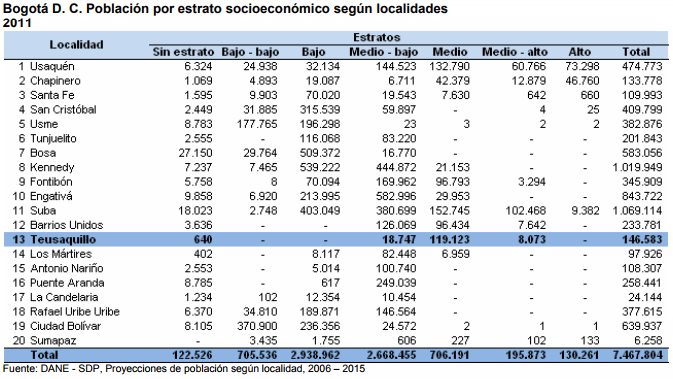 Bogotá D. C. Población por estrato socioeconómico según localidades
2011
Localidad Estratos
Sin estrato Bajo - bajo Bajo Medio - bajo Medio Medio - alto Alto Total
1 Usaquén 6.324 24.938 32.134 144.523 132.790 60.766 73.298 474.773
2 Chapinero 1.069 4.893 19.087 6.711 42.379 12.879 46.760 133.778
3 Santa Fe 1.595 9.903 70.020 19.543 7.630 642 660 109.993
4 San Cristóbal 2.449 31.885 315.539 59.897 - 4 25 409.799
5 Usme 8.783 177.765 196.298 23 3 2 2 382.876
6 Tunjuelito 2.555 - 116.068 83.220 - - - 201.843
7 Bosa 27.150 29.764 509.372 16.770 - - - 583.056
8 Kennedy 7.237 7.465 539.222 444.872 21.153 - - 1.019.949
9 Fontibón 5.758 8 70.094 169.962 96.793 3.294 - 345.909
10 Engativá 9.858 6.920 213.995 582.996 29.953 - - 843.722
11 Suba 18.023 2.748 403.049 380.699 152.745 102.468 9.382 1.069.114
12 Barrios Unidos 3.636 - - 126.069 96.434 7.642 - 233.781
13 Teusaquillo 640 - - 18.747 119.123 8.073 - 146.583
14 Los Mártires 402 - 8.117 82.448 6.959 - - 97.926
15 Antonio Nariño 2.553 - 5.014 100.740 - - - 108.307
16 Puente Aranda 8.785 - 617 249.039 - - - 258.441
17 La Candelaria 1.234 102 12.354 10.454 - - - 24.144
18 Rafael Uribe Uribe 6.370 34.810 189.871 146.564 - - - 377.615
19 Ciudad Bolívar 8.105 370.900 236.356 24.572 2 1 1 639.937
20 Sumapaz - 3.435 1.755 606 227 102 133 6.258
Total 122.526 705.536 2.938.962 2.668.455 706.191 195.873 130.261 7.467.804
Fuente: DANE - SDP, Proyecciones de población según localidad, 2006 – 2015